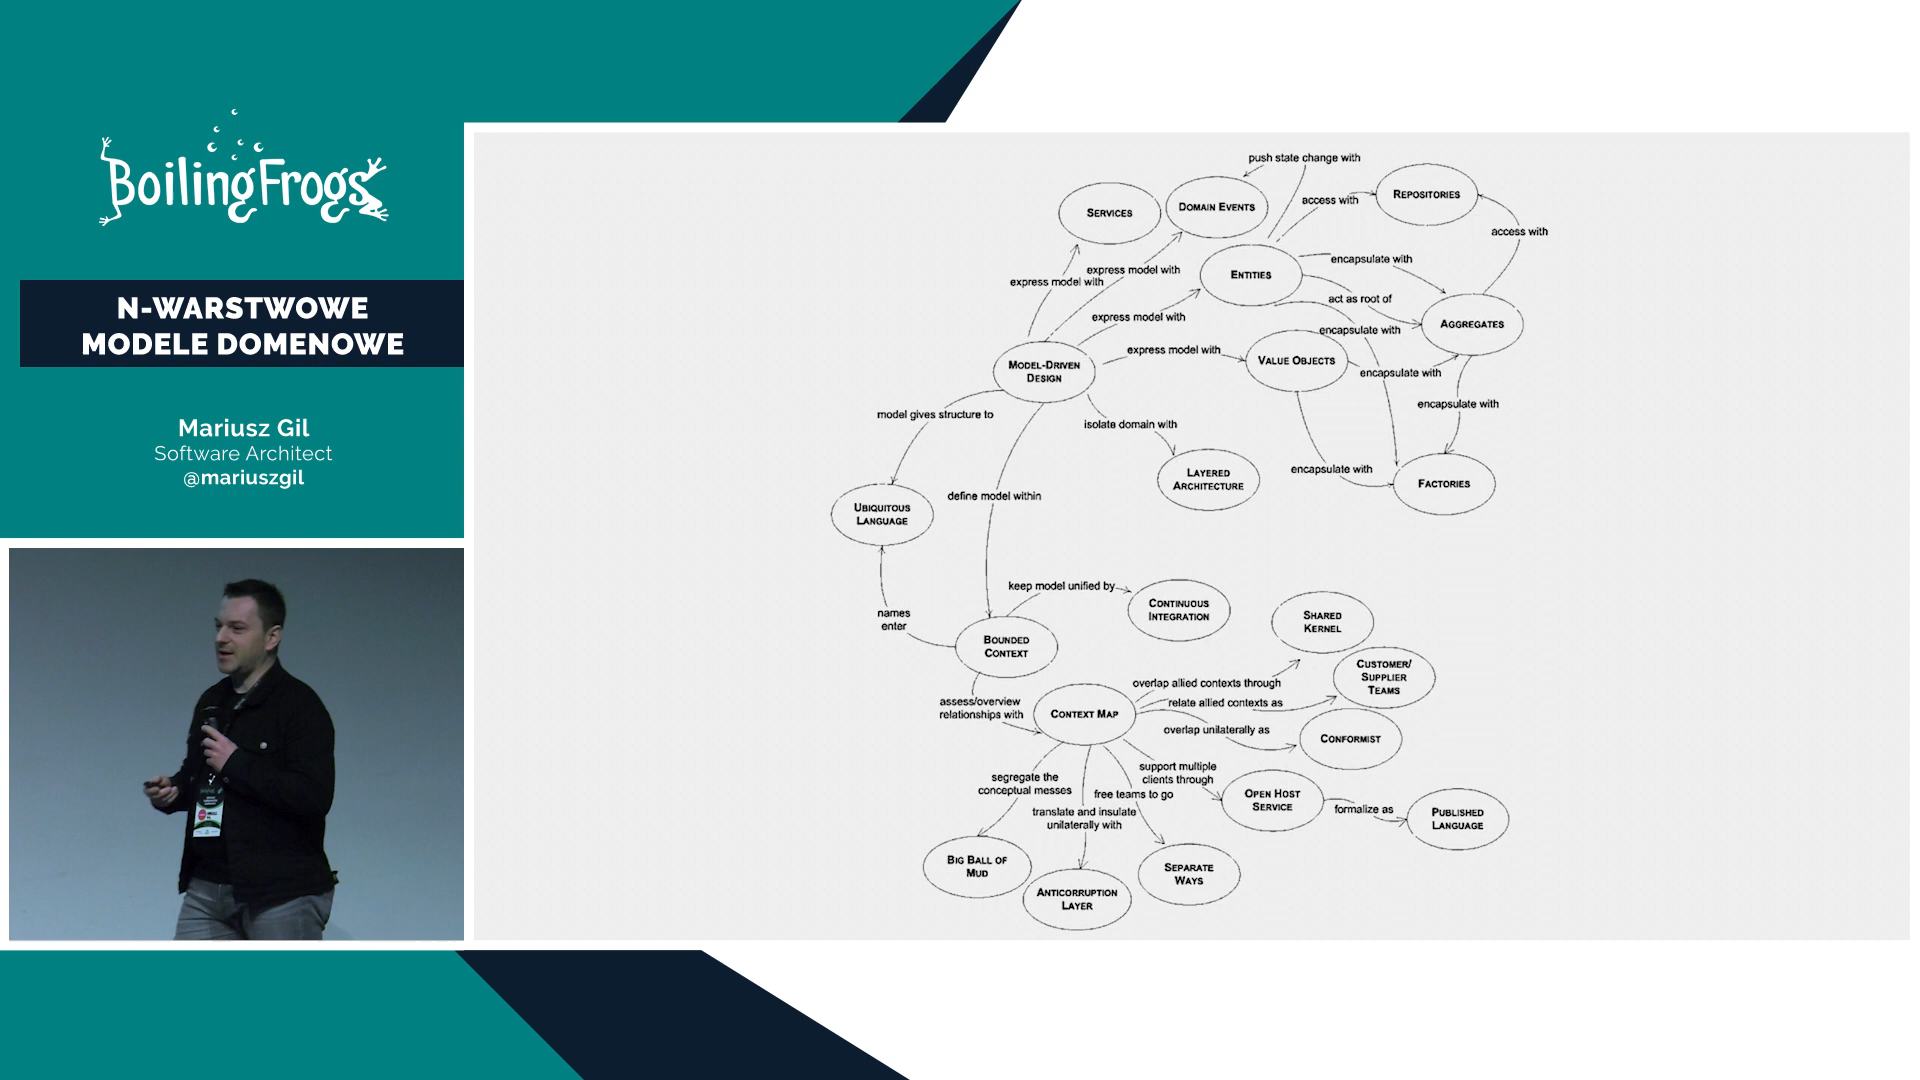 BoilingFrogs
N-WARSTWOWE
MODELE DOMENOWE
Mariusz Gil
Software Architect
@mariuszgil
push state change with
SERVICES
DOMAIN EVENTS
access with
REPOSITORIES
access with
ENTITIES
encapsulate with
express model with
express model with
act as root of
express model with
encapsulate with
AGGREGATES
express model with
VALUE OBJECTS
encapsulate with
MODEL-DRIVEN
DESIGN
model gives structure to
isolate domain with
encapsulate with
encapsulate with
LAYERED
ARCHITECTURE
FACTORIES
define model within
UBIQUITOUS
LANGUAGE
keep model unified by
CONTINUOUS
INTEGRATION
names
enter
BOUNDED
CONTEXT
SHARED
KERNEL
CUSTOMER/
SUPPLIER
TEAMS
overlap allied contexts through
relate allied contexts as
assess/overview
relationships with
CONTEXT MAP
overlap unilaterally as
CONFORMIST
segregate the
conceptual messes
support multiple
clients through
free teams to go
translate and insulate
unilaterally with
OPEN HOST
SERVICE
formalize as
PUBLISHED
LANGUAGE
BIG BALL OF
MUD
ANTICORRUPTION
LAYER
SEPARATE
WAYS